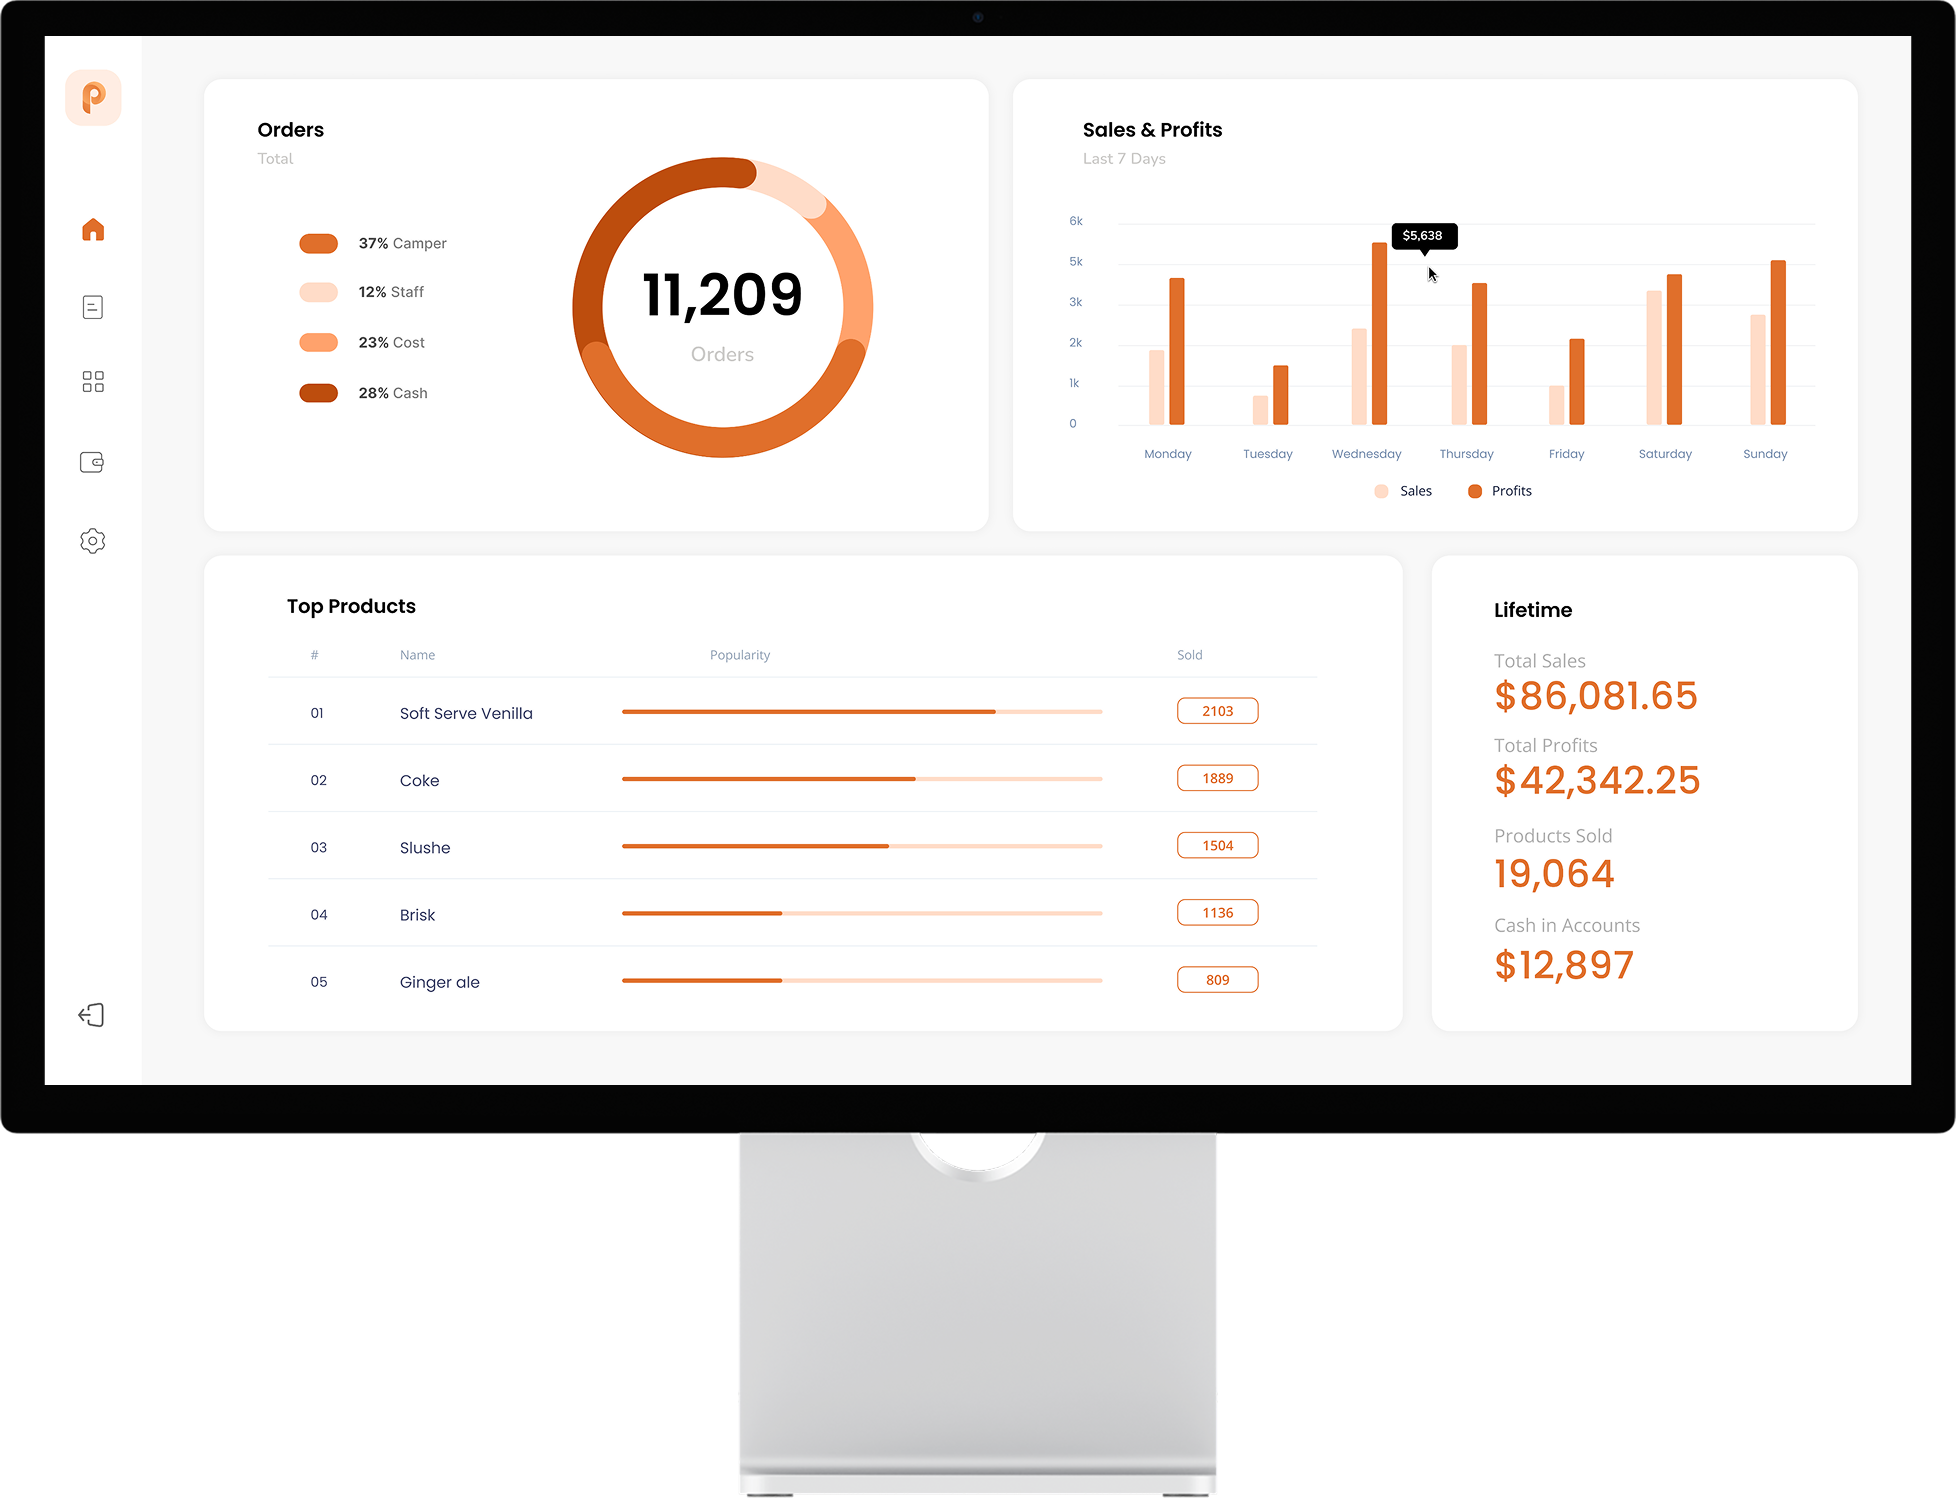 Orders
Total
37% Camper
12% Staff
23% Cost
28% Cash
11,209
Orders
Sales & Profits
Last 7 Days
6k
5k
3k
2k
1k
0
$5,638
Monday Tuesday Wednesday Thursday Friday Saturday Sunday
Sales Profits
Top Products
# Name Popularity Sold
01 Soft Serve Venilla 2103
02 Coke 1889
03 Slushe 1504
04 Brisk 1136
05 Ginger ale 809
Lifetime
Total Sales
$86,081.65
Total Profits
$42,342.25
Products Sold
19,064
Cash in Accounts
$12,897